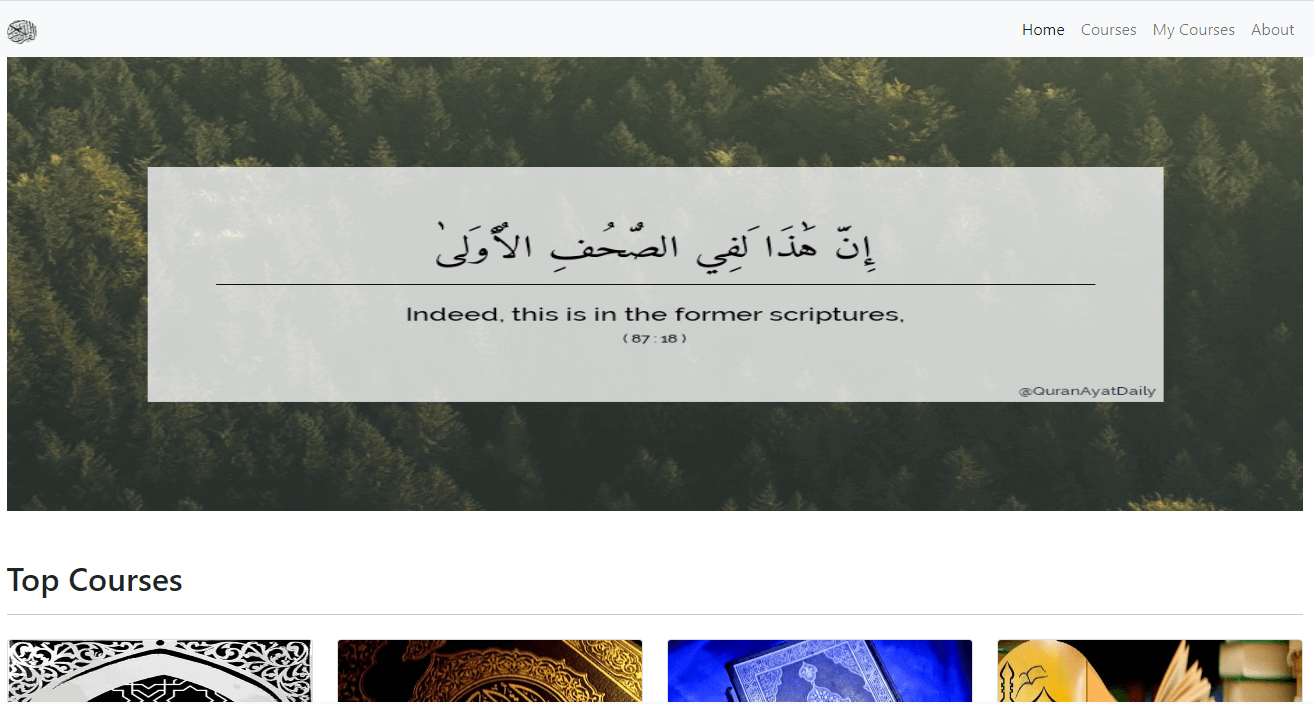 Home Courses My Courses About
إِنَّ هَٰذَا لَفِي الصُّحُفِ الْأُولَىٰ
Indeed, this is in the former scriptures,
( 87 : 18 )
@QuranAyatDaily
Top Courses